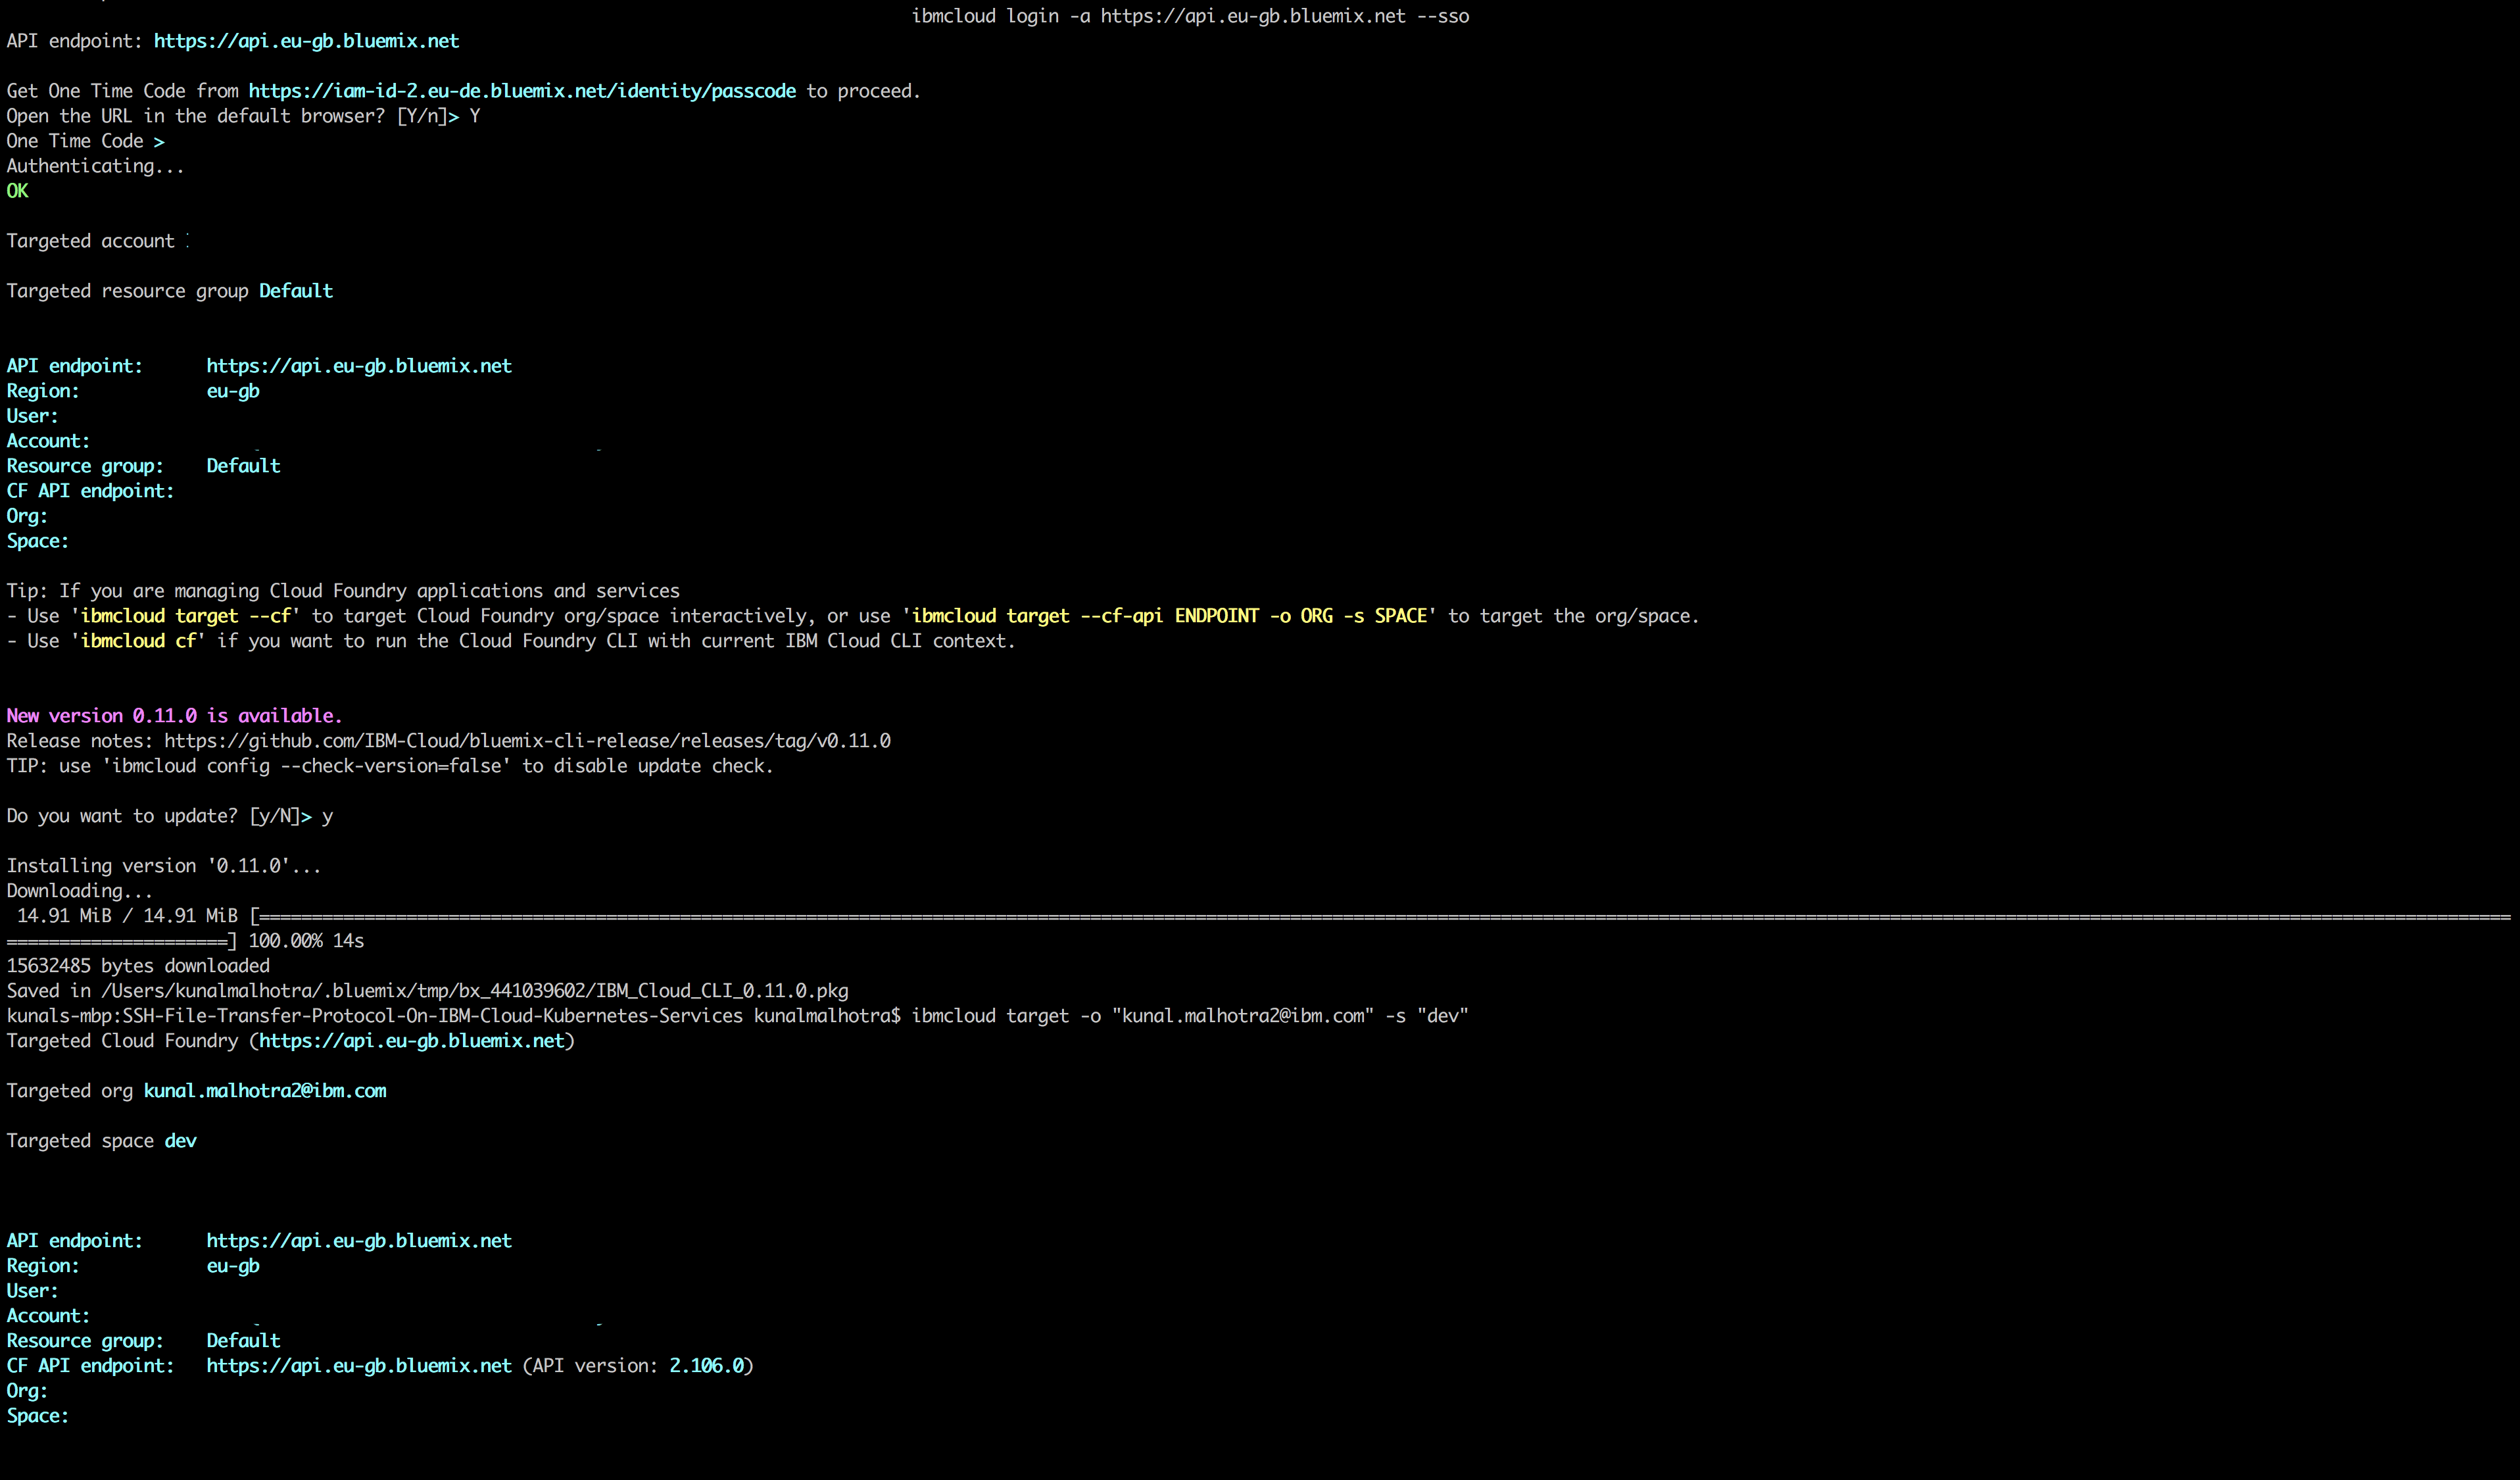 ibmcloud login -a https://api.eu-gb.bluemix.net --sso
API endpoint: https://api.eu-gb.bluemix.net
Get One Time Code from https://iam-id-2.eu-de.bluemix.net/identity/passcode to proceed.
Open the URL in the default browser? [Y/n]> Y
One Time Code >
Authenticating...
OK
Targeted account
Targeted resource group Default
API endpoint: https://api.eu-gb.bluemix.net
Region: eu-gb
User:
Account:
Resource group: Default
CF API endpoint:
Org:
Space:
Tip: If you are managing Cloud Foundry applications and services
- Use 'ibmcloud target --cf' to target Cloud Foundry org/space interactively, or use 'ibmcloud target --cf-api ENDPOINT -o ORG -s SPACE' to target the org/space.
- Use 'ibmcloud cf' if you want to run the Cloud Foundry CLI with current IBM Cloud CLI context.
New version 0.11.0 is available.
Release notes: https://github.com/IBM-Cloud/bluemix-cli-release/releases/tag/v0.11.0
TIP: use 'ibmcloud config --check-version=false' to disable update check.
Do you want to update? [y/N]> y
Installing version '0.11.0'...
Downloading...
14.91 MiB / 14.91 MiB [======================================================================
=====================] 100.00% 14s
15632485 bytes downloaded
Saved in /Users/kunalmalhotra/.bluemix/tmp/bx_441039602/IBM_Cloud_CLI_0.11.0.pkg
kunals-mbp:SSH-File-Transfer-Protocol-On-IBM-Cloud-Kubernetes-Services kunalmalhotra$ ibmcloud target -o "kunal.malhotra2@ibm.com" -s "dev"
Targeted Cloud Foundry (https://api.eu-gb.bluemix.net)
Targeted org kunal.malhotra2@ibm.com
Targeted space dev
API endpoint: https://api.eu-gb.bluemix.net
Region: eu-gb
User:
Account:
Resource group: Default
CF API endpoint: https://api.eu-gb.bluemix.net (API version: 2.106.0)
Org:
Space: